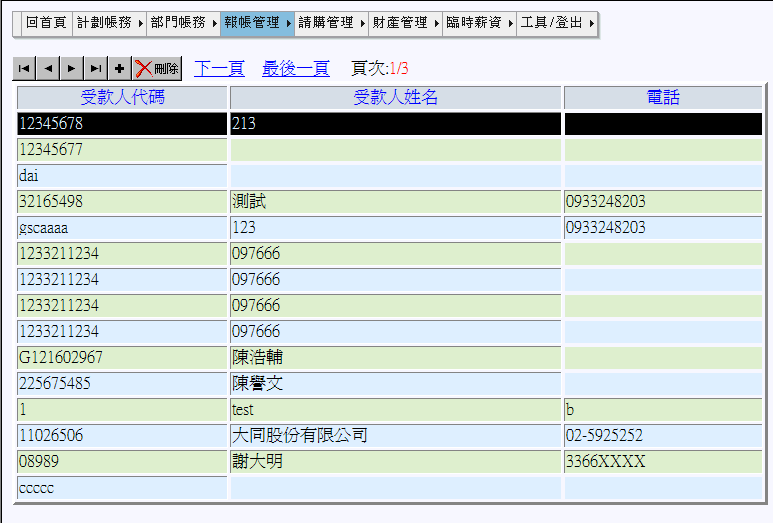 回首頁 計劃帳務 部門帳務 報帳管理 請購管理 財產管理 臨時薪資 工具/登出
刪除 下一頁 最後一頁 頁次:1/3
受款人代碼 受款人姓名 電話
12345678 213
12345677
dai
32165498 測試 0933248203
gscaaaa 123 0933248203
1233211234 097666
1233211234 097666
1233211234 097666
1233211234 097666
G121602967 陳浩輔
225675485 陳譽文
1 test b
11026506 大同股份有限公司 02-5925252
08989 謝大明 3366XXXX
ccccc